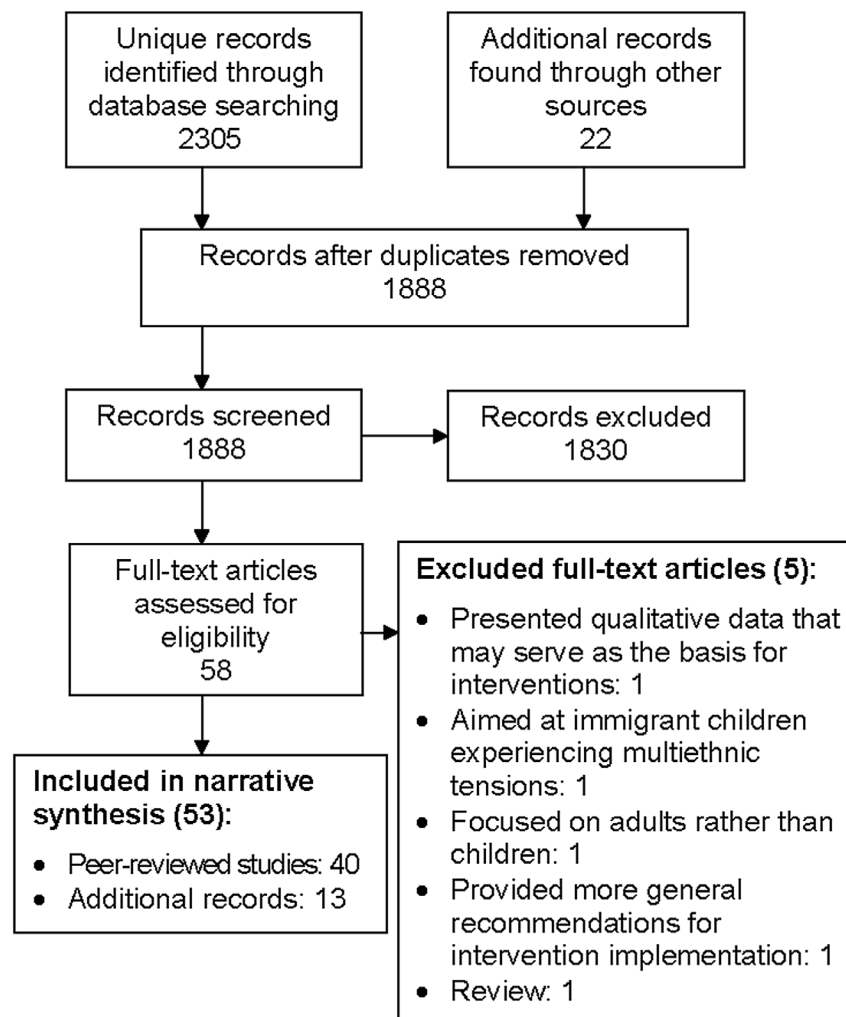 Unique records
identified through
database searching
2305
Additional records
found through other
sources
22
Records after duplicates removed
1888
Records screened
1888
Records excluded
1830
Full-text articles
assessed for
eligibility
58
Excluded full-text articles (5):
• Presented qualitative data that
may serve as the basis for
interventions: 1
• Aimed at immigrant children
experiencing multiethnic
tensions: 1
• Focused on adults rather than
children: 1
• Provided more general
recommendations for
intervention implementation: 1
• Review: 1
Included in narrative
synthesis (53):
• Peer-reviewed studies: 40
• Additional records: 13